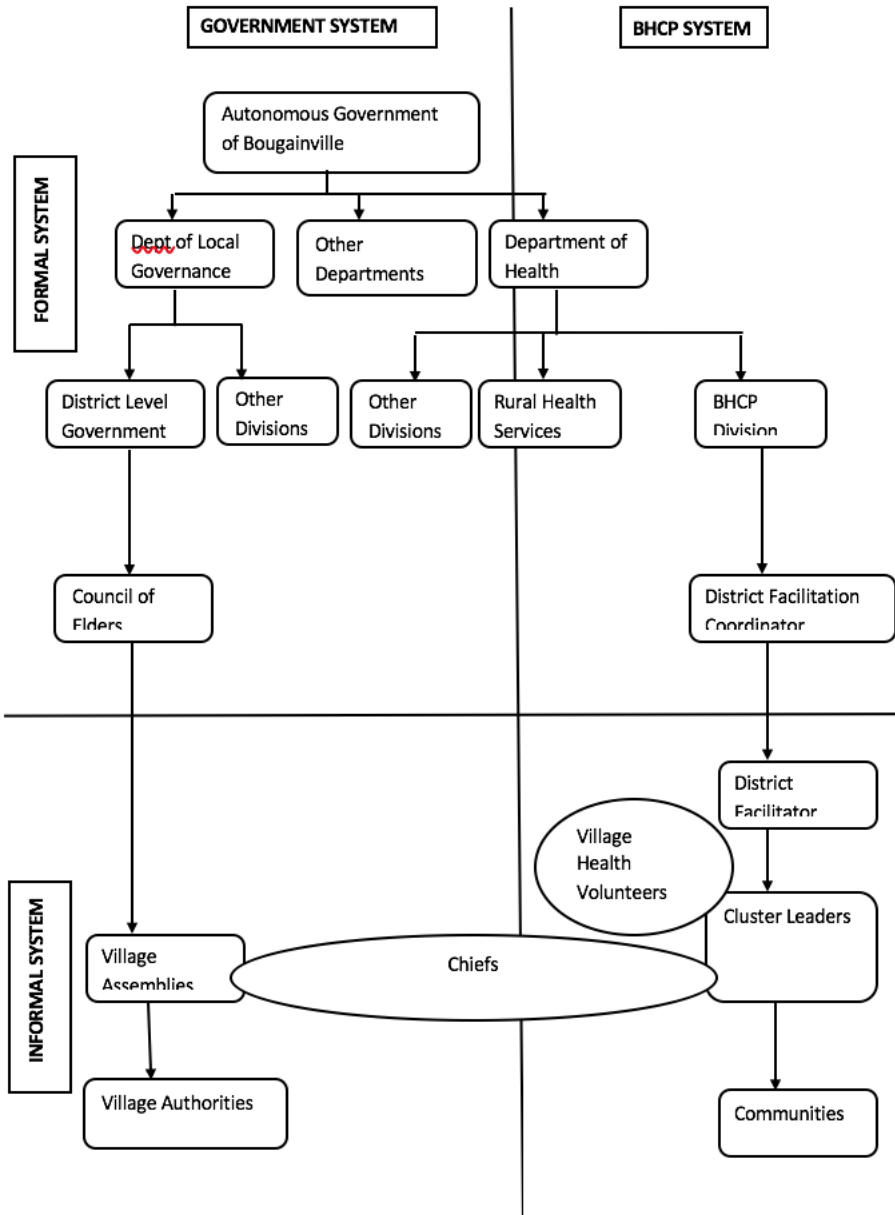 GOVERNMENT SYSTEM
BHCP SYSTEM
FORMAL SYSTEM
Autonomous Government
of Bougainville
Dept of Local
Governance
Other
Departments
Department of
Health
District Level
Government
Other
Divisions
Other
Divisions
Rural Health
Services
BHCP
Division
Council of
Elders
District Facilitation
Coordinator
INFORMAL SYSTEM
District
Facilitator
Village
Health
Volunteers
Cluster Leaders
Village
Assemblies
Chiefs
Village Authorities
Communities